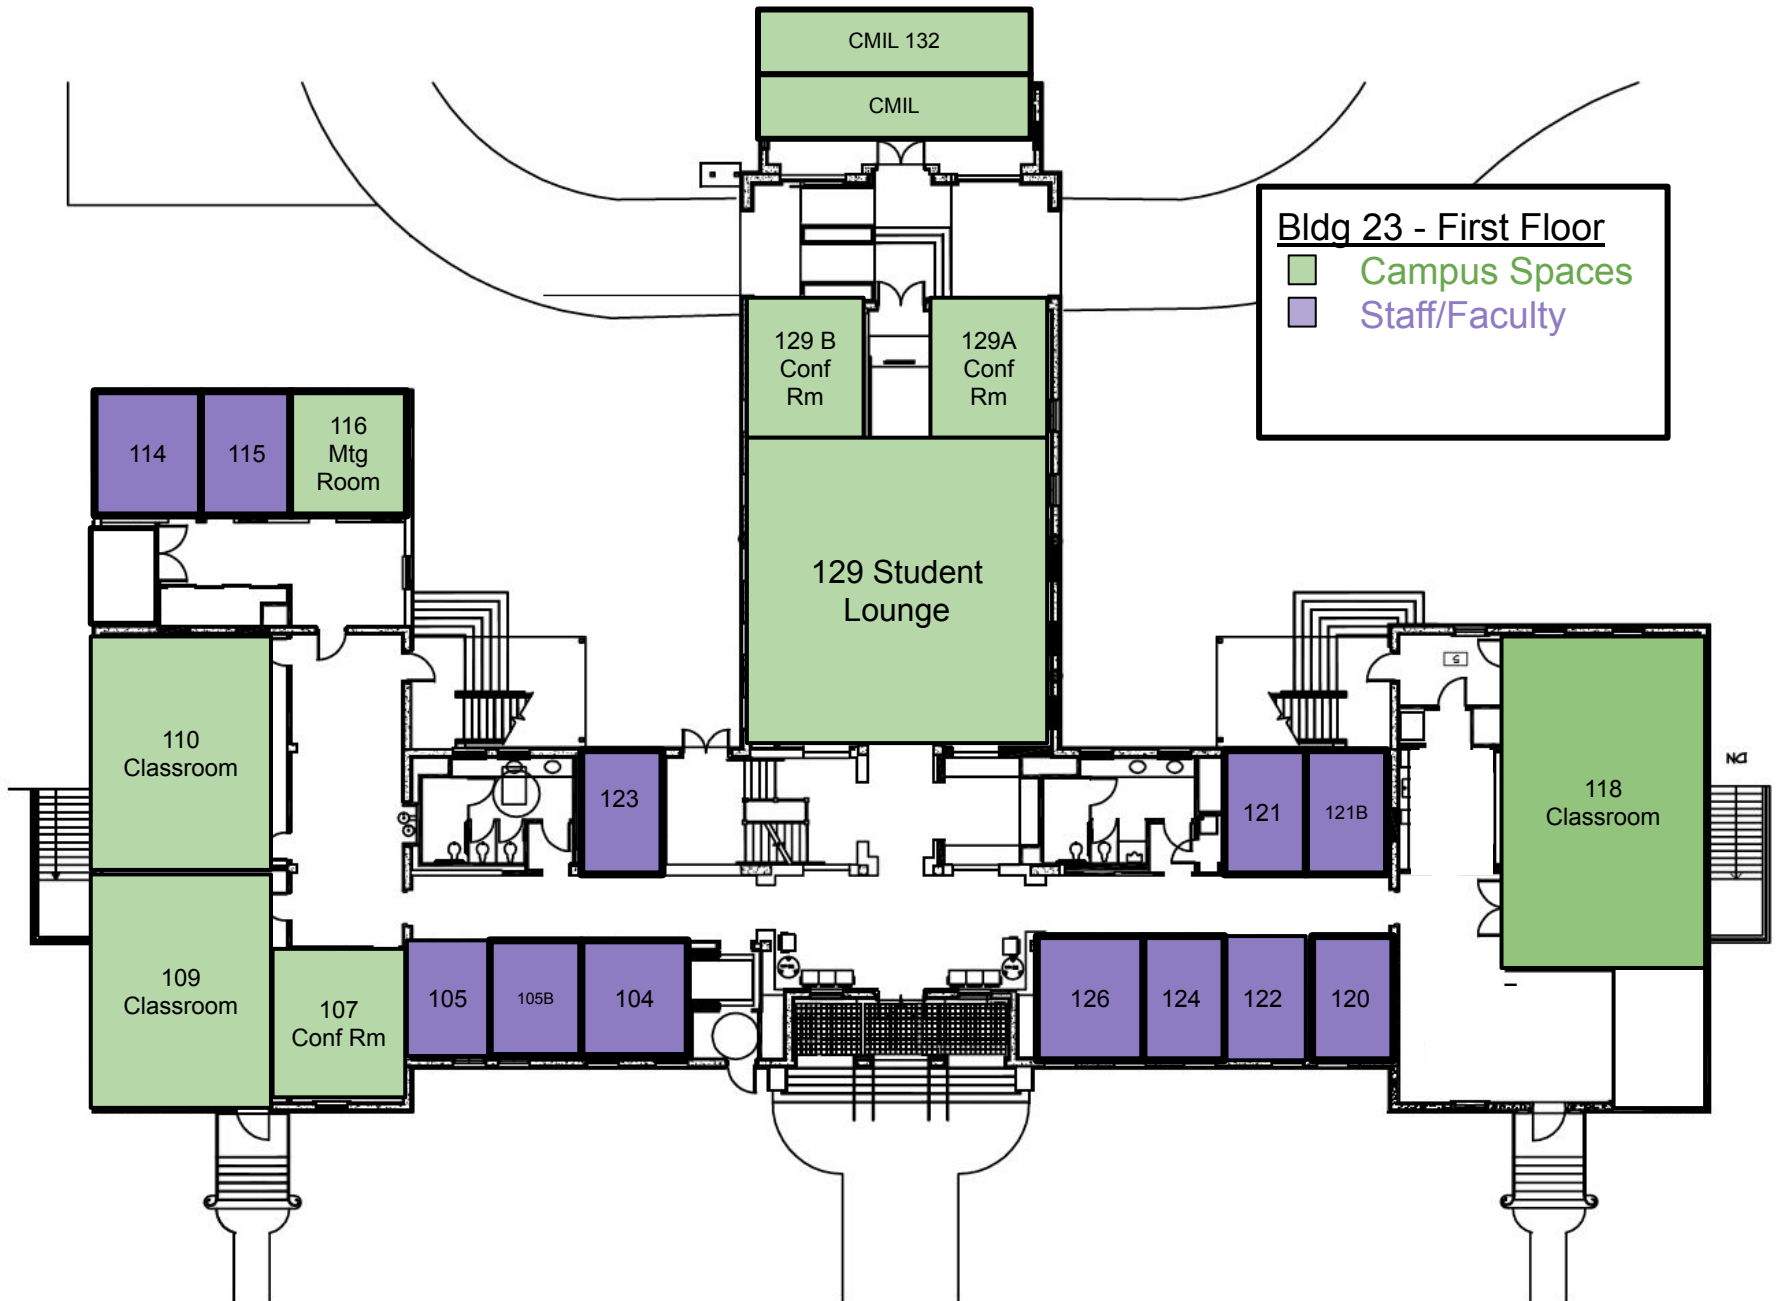 CMIL 132
CMIL
Bldg 23 - First Floor
Campus Spaces
Staff/Faculty
129 B
Conf
Rm
129A
Conf
Rm
114
115
116
Mtg
Room
129 Student
Lounge
5
110
Classroom
123
121
121B
118
Classroom
DN
109
Classroom
107
Conf Rm
105
105B
104
126
124
122
120